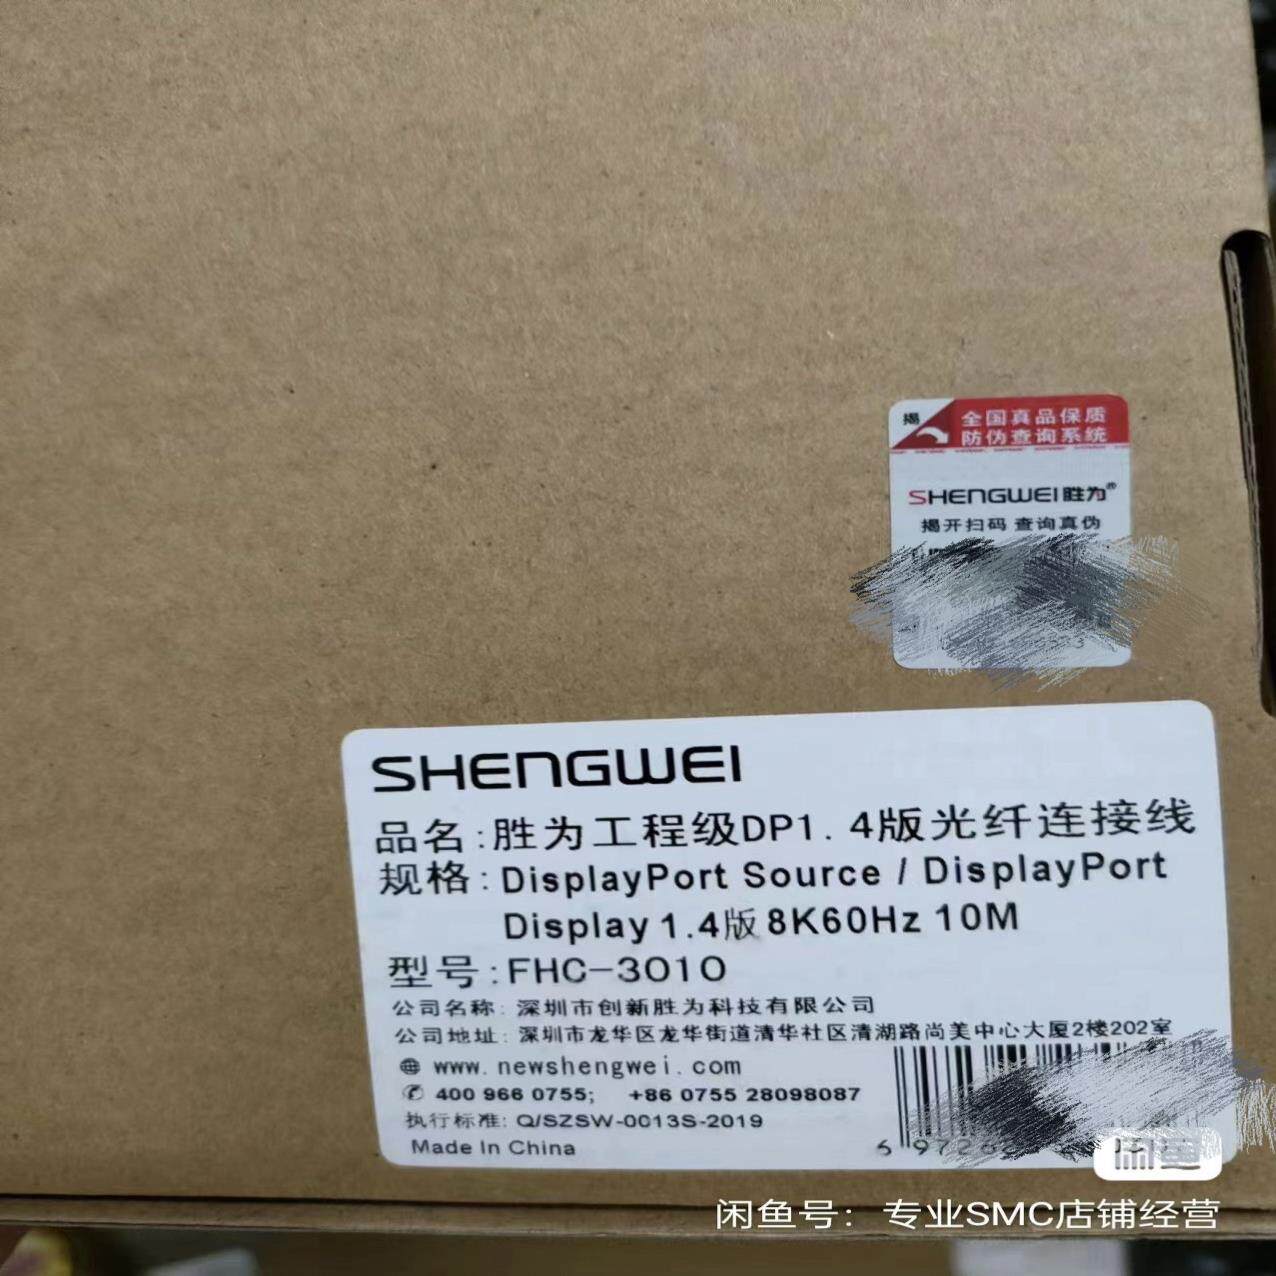 揭
全国真品保质
防伪查询系统
SHENGWEI胜为®
揭开扫码 查询真伪
SHENGWEI
品名:胜为工程级DP1.4版光纤连接线
规格:DisplayPort Source / DisplayPort
Display 1.4版 8K60Hz 10M
型号:FHC-3010
公司名称: 深圳市创新胜为科技有限公司
公司地址: 深圳市龙华区龙华街道清华社区清湖路尚美中心大厦2楼202室
www.newshengwei.com
400 966 0755; +86 0755 28098087
执行标准: Q/SZSW-0013S-2019
Made In China
6 9726
闲鱼
闲鱼号：专业SMC店铺经营